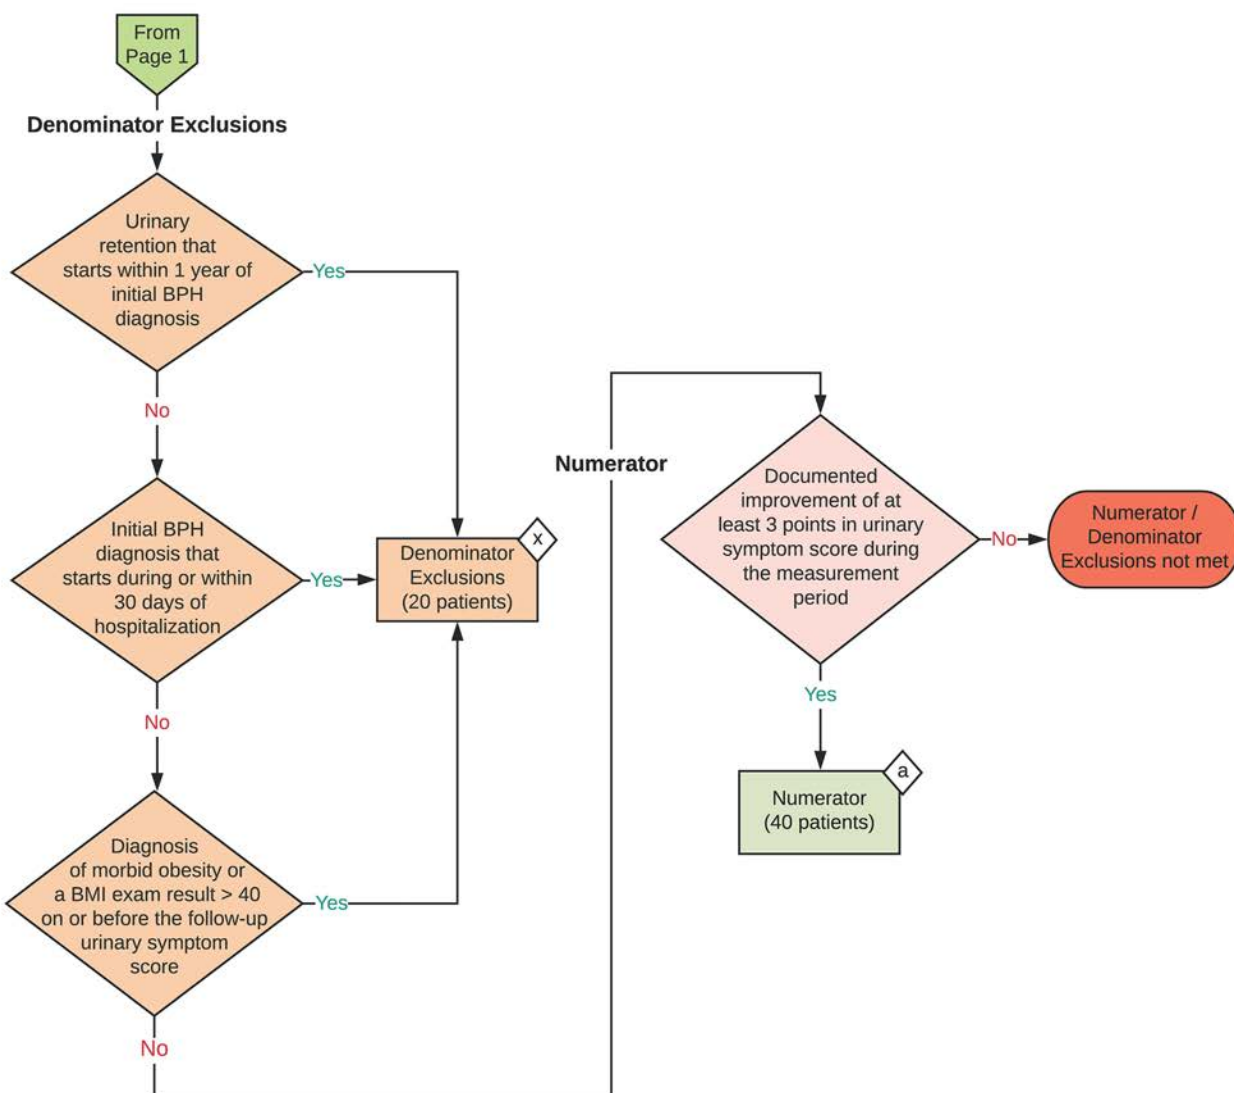 From
Page 1
Denominator Exclusions
Urinary
retention that
starts within 1 year of
initial BPH
diagnosis
Yes
No
Initial BPH
diagnosis that
starts during or within
30 days of
hospitalization
Yes
x
Denominator
Exclusions
(20 patients)
No
Diagnosis
of morbid obesity or
a BMI exam result > 40
on or before the follow-up
urinary symptom
score
Yes
No
Numerator
Documented
improvement of at
least 3 points in urinary
symptom score during
the measurement
period
No
Numerator /
Denominator
Exclusions not met
Yes
a
Numerator
(40 patients)